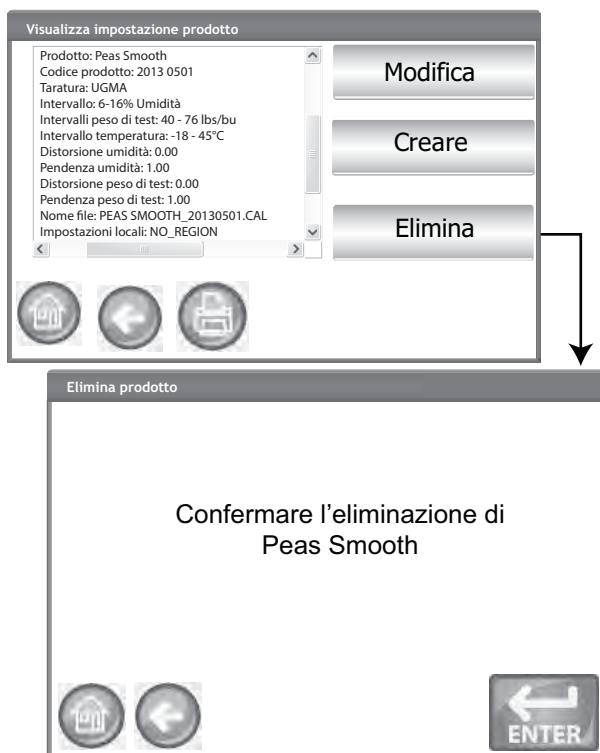 Visualizza impostazione prodotto
Prodotto: Peas Smooth
Codice prodotto: 2013 0501
Taratura: UGMA
Intervallo: 6-16% Umidità
Intervalli peso di test: 40 - 76 lbs/bu
Intervallo temperatura: -18 - 45°C
Distorsione umidità: 0.00
Pendenza umidità: 1.00
Distorsione peso di test: 0.00
Pendenza peso di test: 1.00
Nome file: PEAS SMOOTH_20130501.CAL
Impostazioni locali: NO_REGION
Modifica
Creare
Elimina
Elimina prodotto
Confermare l'eliminazione di
Peas Smooth
ENTER